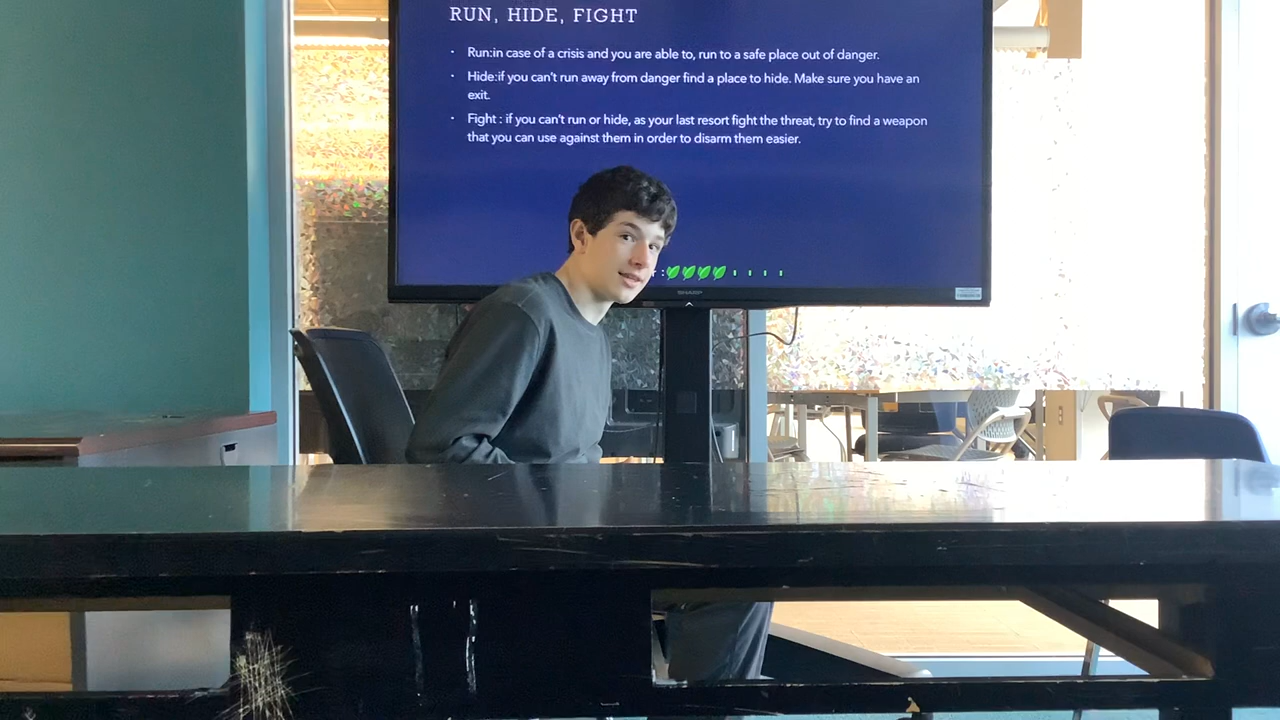 RUN, HIDE, FIGHT
· Run:in case of a crisis and you are able to, run to a safe place out of danger.
· Hide:if you can't run away from danger find a place to hide. Make sure you have an
exit.
· Fight : if you can't run or hide, as your last resort fight the threat, try to find a weapon
that you can use against them in order to disarm them easier.
SHARP